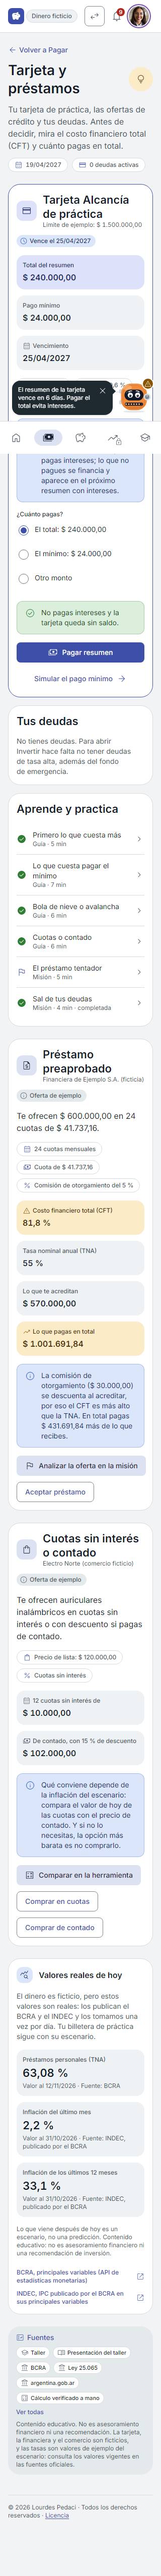 Dinero ficticio
9
Volver a Pagar
Tarjeta y
préstamos
Tu tarjeta de práctica, las ofertas de
crédito y tus deudas. Antes de
decidir, mira el costo financiero total
(CFT) y cuánto pagas en total.
19/04/2027
0 deudas activas
Tarjeta Alcancía
de práctica
Límite de ejemplo: $ 1.500.000,00
Vence el 25/04/2027
Total del resumen
$ 240.000,00
Pago mínimo
$ 24.000,00
Vencimiento
25/04/2027
El resumen de tu tarjeta
vence en 6 días. Pagar el
total evita intereses.
pagas intereses; lo que no
pagues se financia y
aparece en el próximo
resumen con intereses.
¿Cuánto pagas?
El total: $ 240.000,00
El mínimo: $ 24.000,00
Otro monto
No pagas intereses y la
tarjeta queda sin saldo.
Pagar resumen
Simular el pago mínimo
Tus deudas
No tienes deudas. Para abrir
Invertir hace falta no tener deudas
de tasa alta, además del fondo
de emergencia.
Aprende y practica
Primero lo que cuesta más
Guía · 5 min
Lo que cuesta pagar el
mínimo
Guía · 7 min
Bola de nieve o avalancha
Guía · 6 min
Cuotas o contado
Guía · 6 min
El préstamo tentador
Misión · 5 min
Sal de tus deudas
Misión · 4 min · completada
Préstamo
preaprobado
Financiera de Ejemplo S.A. (ficticia)
Oferta de ejemplo
Te ofrecen $ 600.000,00 en 24
cuotas de $ 41.737,16.
24 cuotas mensuales
Cuota de $ 41.737,16
Comisión de otorgamiento del 5 %
Costo financiero total (CFT)
81,8 %
Tasa nominal anual (TNA)
55 %
Lo que te acreditan
$ 570.000,00
Lo que pagas en total
$ 1.001.691,84
La comisión de
otorgamiento ($ 30.000,00)
se descuenta al acreditar,
por eso el CFT es más alto
que la TNA. En total pagas
$ 431.691,84 más de lo que
recibes.
Analizar la oferta en la misión
Aceptar préstamo
Cuotas sin interés
o contado
Electro Norte (comercio ficticio)
Oferta de ejemplo
Te ofrecen auriculares
inalámbricos en cuotas sin
interés o con descuento si pagas
de contado.
Precio de lista: $ 120.000,00
Cuotas sin interés
12 cuotas sin interés de
$ 10.000,00
De contado, con 15 % de descuento
$ 102.000,00
Qué conviene depende de
la inflación del escenario:
compara el valor de hoy de
las cuotas con el precio de
contado. Y si no lo
necesitas, la opción más
barata es no comprarlo.
Comparar en la herramienta
Comprar en cuotas
Comprar de contado
Valores reales de hoy
El dinero es ficticio, pero estos
valores son reales: los publican el
BCRA y el INDEC y los tomamos una
vez por día. Tu billetera de práctica
sigue con su escenario.
Préstamos personales (TNA)
63,08 %
Valor al 12/11/2026 · Fuente: BCRA
Inflación del último mes
2,2 %
Valor al 31/10/2026 · Fuente: INDEC,
publicado por el BCRA
Inflación de los últimos 12 meses
33,1 %
Valor al 31/10/2026 · Fuente: INDEC,
publicado por el BCRA
Lo que viene después de hoy es un
escenario, no una predicción. Contenido
educativo: no es asesoramiento financiero ni
una recomendación de inversión.
BCRA, principales variables (API de
estadísticas monetarias)
INDEC, IPC publicado por el BCRA en
sus principales variables
Fuentes
Taller
Presentación del taller
BCRA
Ley 25.065
argentina.gob.ar
Cálculo verificado a mano
Ver todas
Contenido educativo. No es asesoramiento
financiero ni una recomendación. La tarjeta,
la financiera y el comercio son ficticios,
y las tasas son valores de ejemplo del
escenario: consulta los valores vigentes en
las fuentes oficiales.
© 2026 Lourdes Pedaci · Todos los derechos
reservados · Licencia